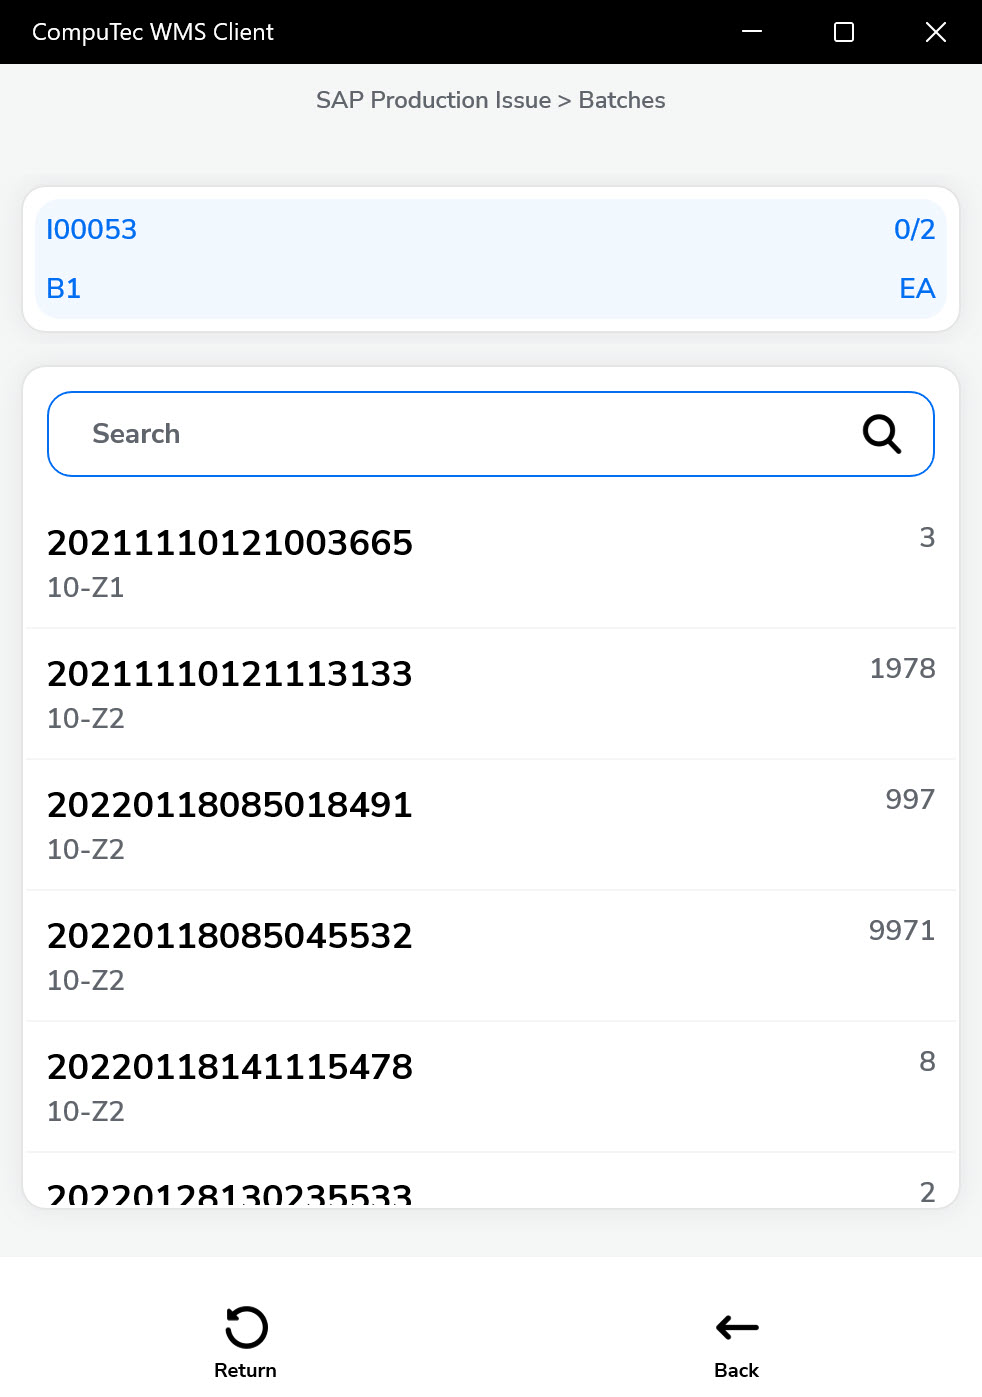 CompuTec WMS Client
SAP Production Issue > Batches
I00053 0/2
B1 EA
Search
20211110121003665 3
10-Z1
20211110121113133 1978
10-Z2
20220118085018491 997
10-Z2
20220118085045532 9971
10-Z2
20220118141115478 8
10-Z2
20220128130235533 2
Return Back